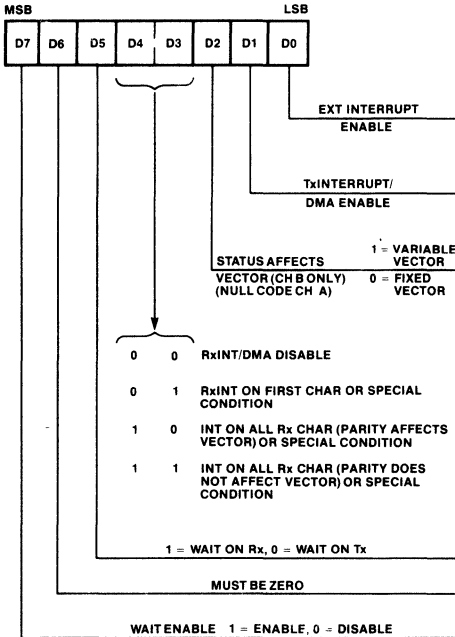 MSB LSB
D7 D6 D5 D4 D3 D2 D1 D0
EXT INTERRUPT
ENABLE
TxINTERRUPT/
DMA ENABLE
STATUS AFFECTS
VECTOR (CH B ONLY)
(NULL CODE CH A)
1 = VARIABLE
VECTOR
0 = FIXED
VECTOR
0 0 RxINT/DMA DISABLE
0 1 RxINT ON FIRST CHAR OR SPECIAL
CONDITION
1 0 INT ON ALL Rx CHAR (PARITY AFFECTS
VECTOR) OR SPECIAL CONDITION
1 1 INT ON ALL Rx CHAR (PARITY DOES
NOT AFFECT VECTOR) OR SPECIAL
CONDITION
1 = WAIT ON Rx, 0 = WAIT ON Tx
MUST BE ZERO
WAIT ENABLE 1 = ENABLE, 0 = DISABLE